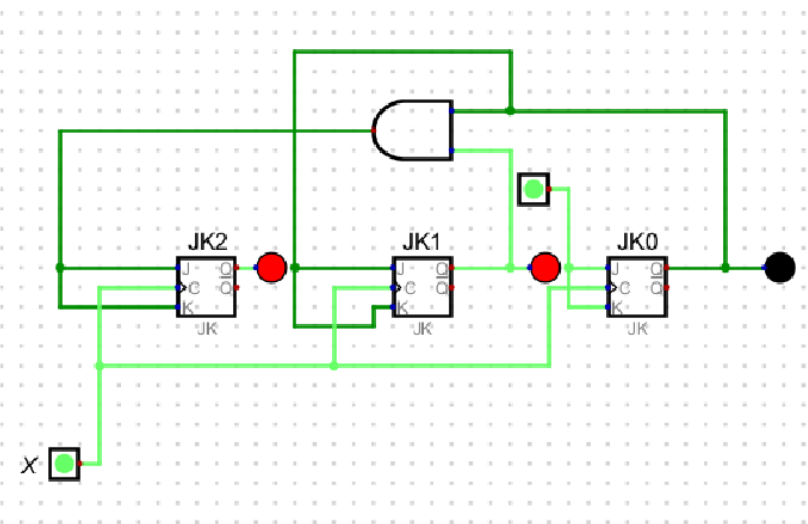 JK2 JK1 JK0
J Q J Q J Q
C Q C Q C Q
K K K
JK JK JK
X